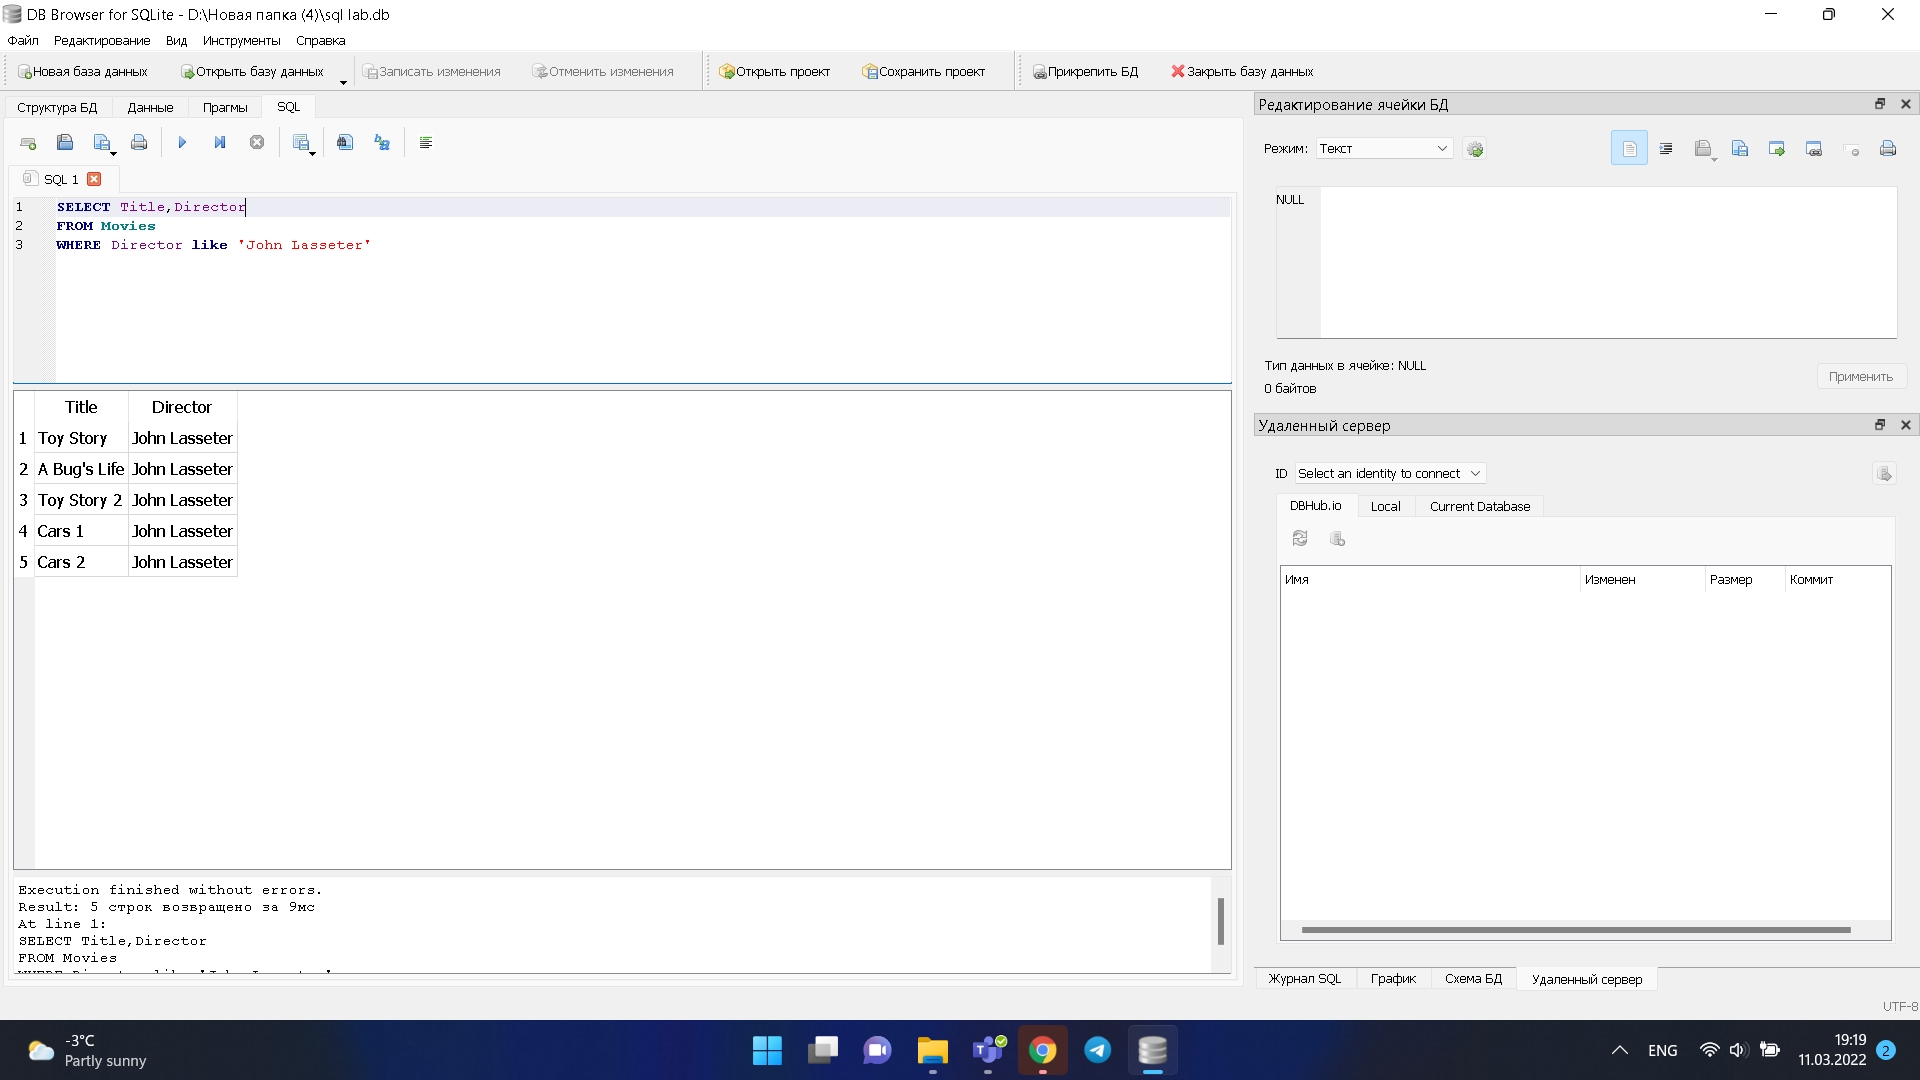 DB Browser for SQLite - D:\Новая папка (4)\sql lab.db
Файл Редактирование Вид Инструменты Справка
Новая база данных Открыть базу данных Записать изменения Отменить изменения Открыть проект Сохранить проект Прикрепить БД Закрыть базу данных
Структура БД Данные Прагмы SQL
SQL 1
1 SELECT Title,Director
2 FROM Movies
3 WHERE Director like 'John Lasseter'
Title Director
1 Toy Story John Lasseter
2 A Bug's Life John Lasseter
3 Toy Story 2 John Lasseter
4 Cars 1 John Lasseter
5 Cars 2 John Lasseter
Execution finished without errors.
Result: 5 строк возвращено за 9мс
At line 1:
SELECT Title,Director
FROM Movies
Редактирование ячейки БД
Режим: Текст
NULL
Тип данных в ячейке: NULL
0 байтов
Применить
Удаленный сервер
ID Select an identity to connect
DBHub.io Local Current Database
Имя Изменен Размер Коммит
Журнал SQL График Схема БД Удаленный сервер
UTF-8
-3°C
Partly sunny
ENG
19:19
11.03.2022
2